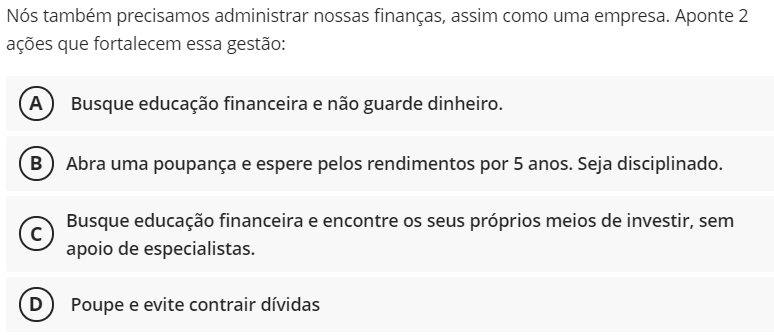 Nós também precisamos administrar nossas finanças, assim como uma empresa. Aponte 2
ações que fortalecem essa gestão:
A Busque educação financeira e não guarde dinheiro.
B Abra uma poupança e espere pelos rendimentos por 5 anos. Seja disciplinado.
C Busque educação financeira e encontre os seus próprios meios de investir, sem
apoio de especialistas.
D Poupe e evite contrair dívidas